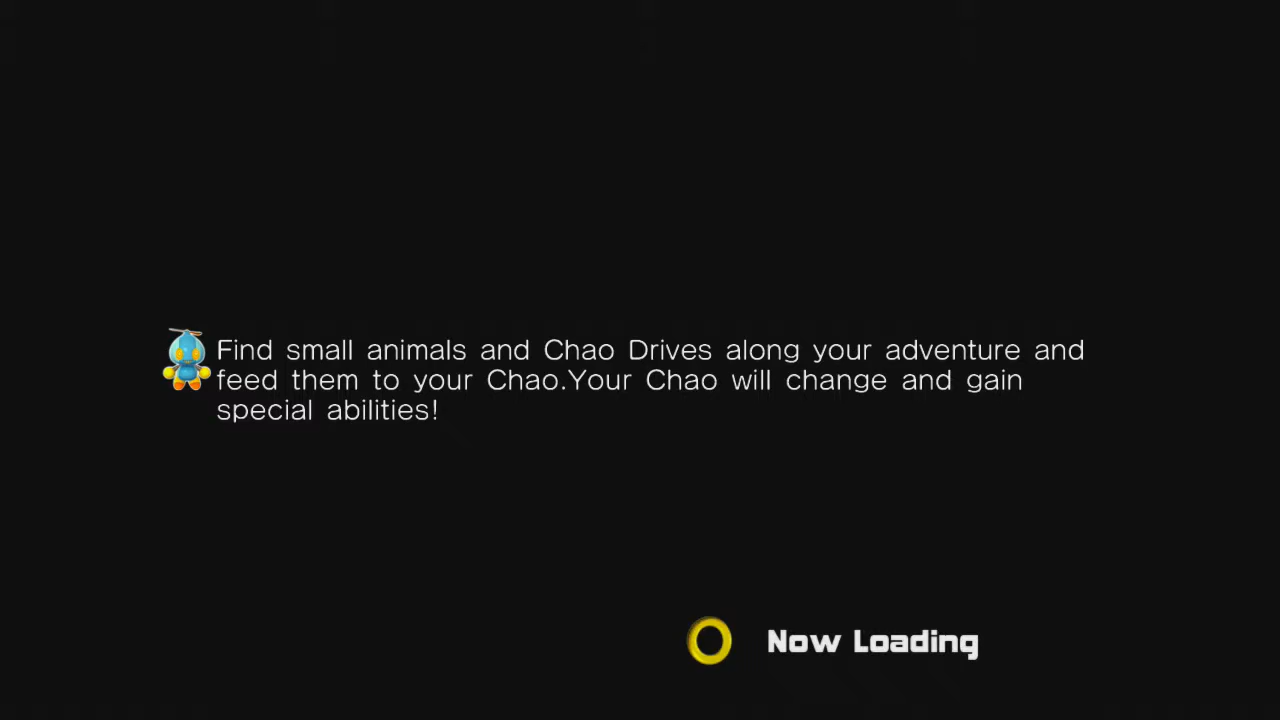 Find small animals and Chao Drives along your adventure and
feed them to your Chao.Your Chao will change and gain
special abilities!
Now Loading